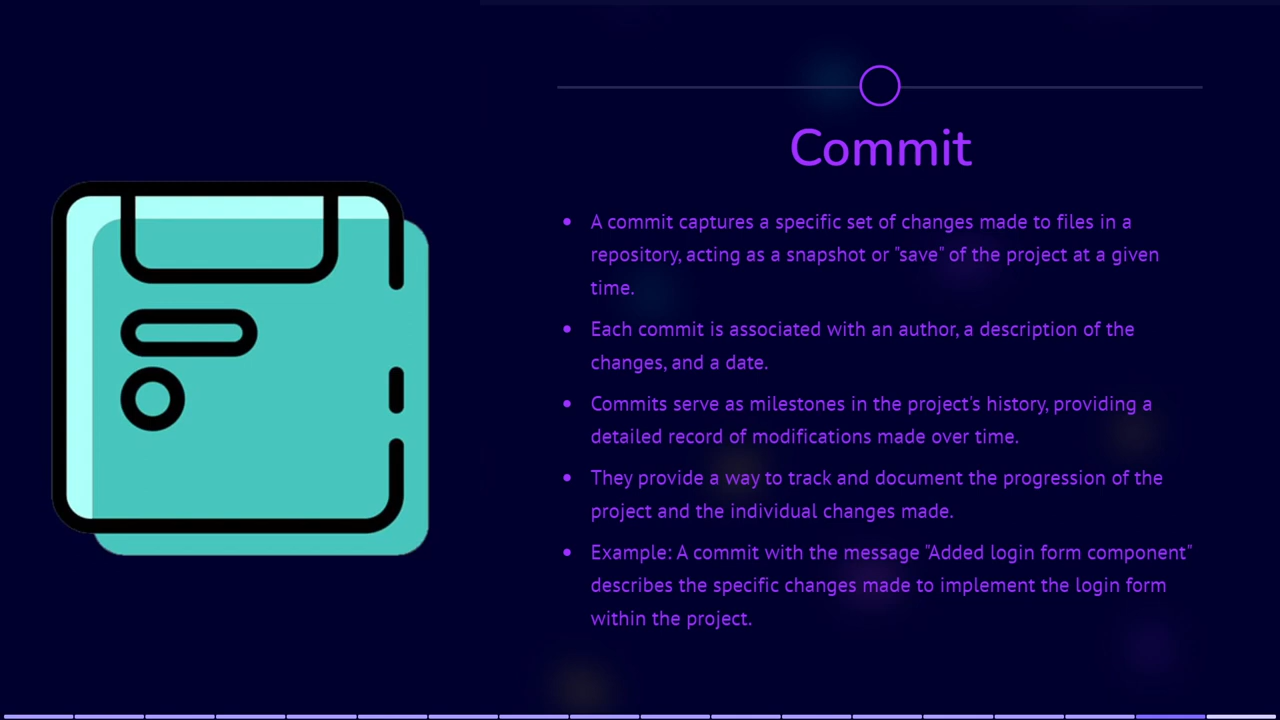 Commit
• A commit captures a specific set of changes made to files in a
repository, acting as a snapshot or "save" of the project at a given
time.
• Each commit is associated with an author, a description of the
changes, and a date.
• Commits serve as milestones in the project's history, providing a
detailed record of modifications made over time.
• They provide a way to track and document the progression of the
project and the individual changes made.
• Example: A commit with the message "Added login form component"
describes the specific changes made to implement the login form
within the project.